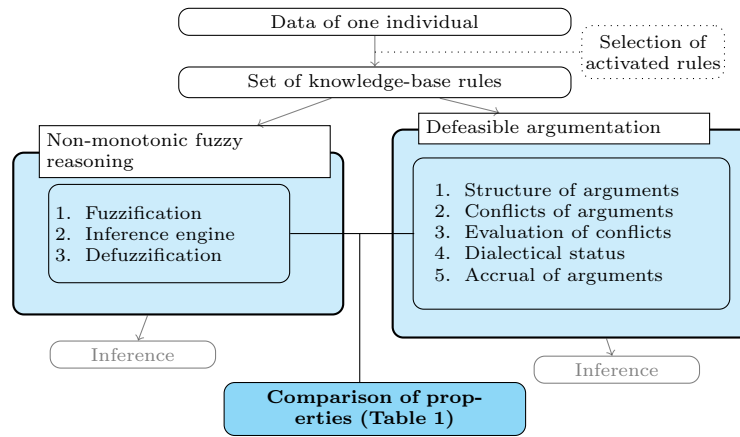 Data of one individual
Selection of
activated rules
Set of knowledge-base rules
Non-monotonic fuzzy
reasoning
1. Fuzzification
2. Inference engine
3. Defuzzification
Inference
Defeasible argumentation
1. Structure of arguments
2. Conflicts of arguments
3. Evaluation of conflicts
4. Dialectical status
5. Accrual of arguments
Inference
Comparison of prop-
erties (Table 1)